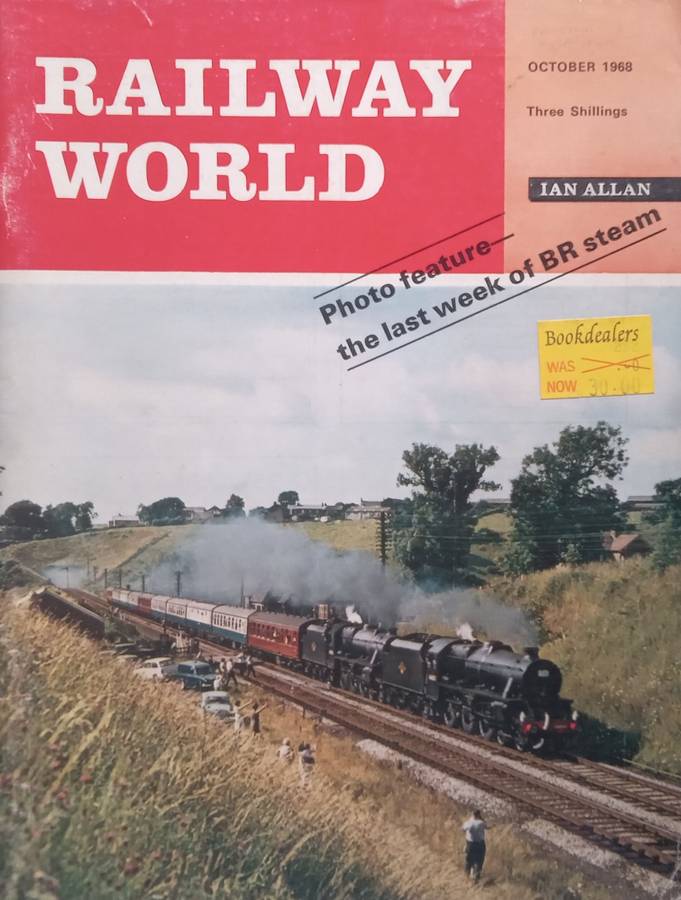 RAILWAY
WORLD
OCTOBER 1968
Three Shillings
IAN ALLAN
Photo feature—
the last week of BR steam
Bookdealers
WAS
NOW 30.00